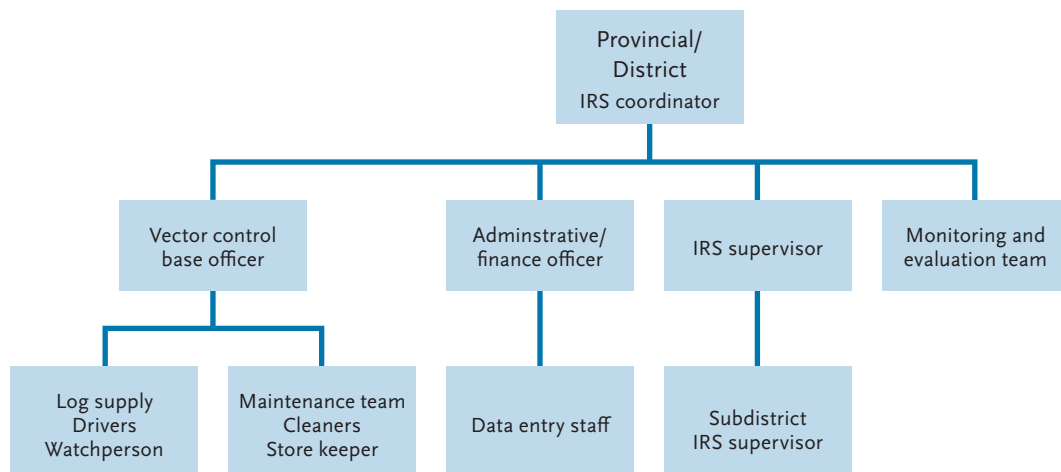 Provincial/
District
IRS coordinator
Vector control
base officer
Adminstrative/
finance officer
IRS supervisor
Monitoring and
evaluation team
Log supply
Drivers
Watchperson
Maintenance team
Cleaners
Store keeper
Data entry staff
Subdistrict
IRS supervisor